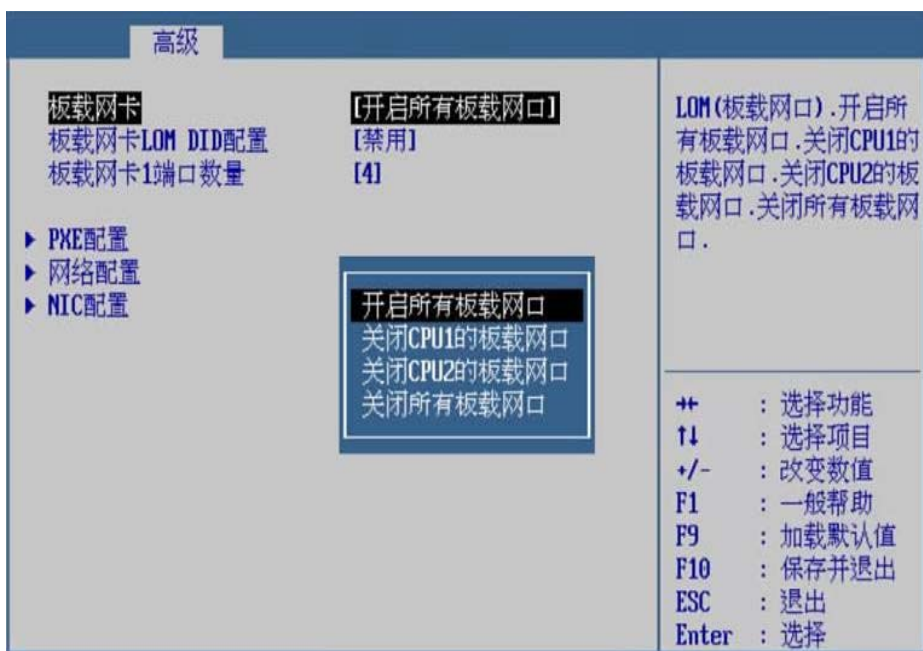 高级
板载网卡 [开启所有板载网口]
板载网卡LOM DID配置 [禁用]
板载网卡1端口数量 [4]
▶ PXE配置
▶ 网络配置
▶ NIC配置
开启所有板载网口
关闭CPU1的板载网口
关闭CPU2的板载网口
关闭所有板载网口
LOM(板载网口).开启所
有板载网口.关闭CPU1的
板载网口.关闭CPU2的板
载网口.关闭所有板载网
口.
→← : 选择功能
↑↓ : 选择项目
+/- : 改变数值
F1 : 一般帮助
F9 : 加载默认值
F10 : 保存并退出
ESC : 退出
Enter : 选择